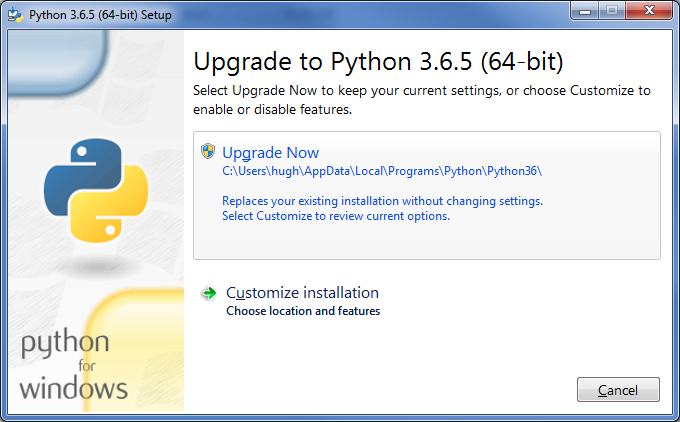 Python 3.6.5 (64-bit) Setup
Upgrade to Python 3.6.5 (64-bit)
Select Upgrade Now to keep your current settings, or choose Customize to
enable or disable features.
Upgrade Now
C:\Users\hugh\AppData\Local\Programs\Python\Python36\
Replaces your existing installation without changing settings.
Select Customize to review current options.
Customize installation
Choose location and features
python
for
windows
Cancel